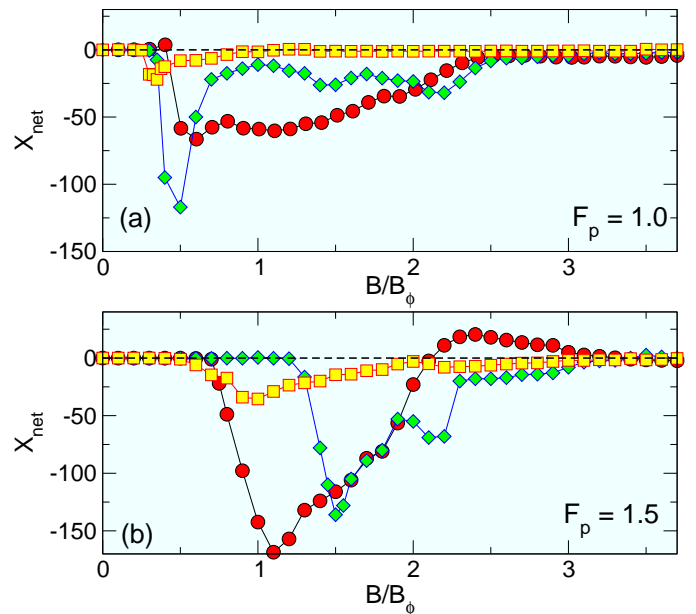 0
-50
-100
-150
X_net
(a)
F_p = 1.0
0 1 2 3
B/B_ϕ
0
-50
-100
-150
X_net
(b)
F_p = 1.5
0 1 2 3
B/B_ϕ